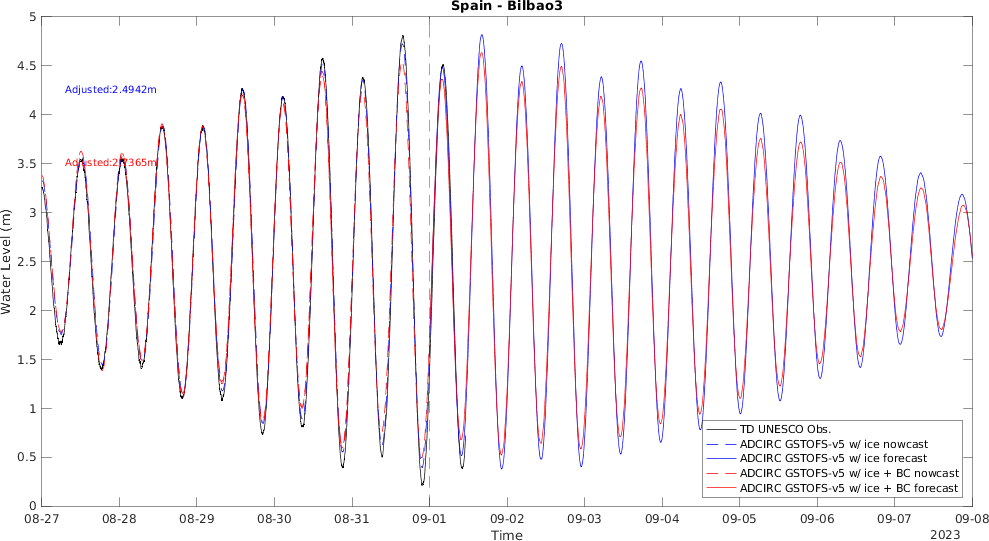 Spain - Bilbao3
5
4.5
4
3.5
3
2.5
2
1.5
1
0.5
0
Water Level (m)
Adjusted:2.4942m
Adjusted:2.7365m
TD UNESCO Obs.
ADCIRC GSTOFS-v5 w/ ice nowcast
ADCIRC GSTOFS-v5 w/ ice forecast
ADCIRC GSTOFS-v5 w/ ice + BC nowcast
ADCIRC GSTOFS-v5 w/ ice + BC forecast
08-27 08-28 08-29 08-30 08-31 09-01 09-02 09-03 09-04 09-05 09-06 09-07 09-08
Time
2023